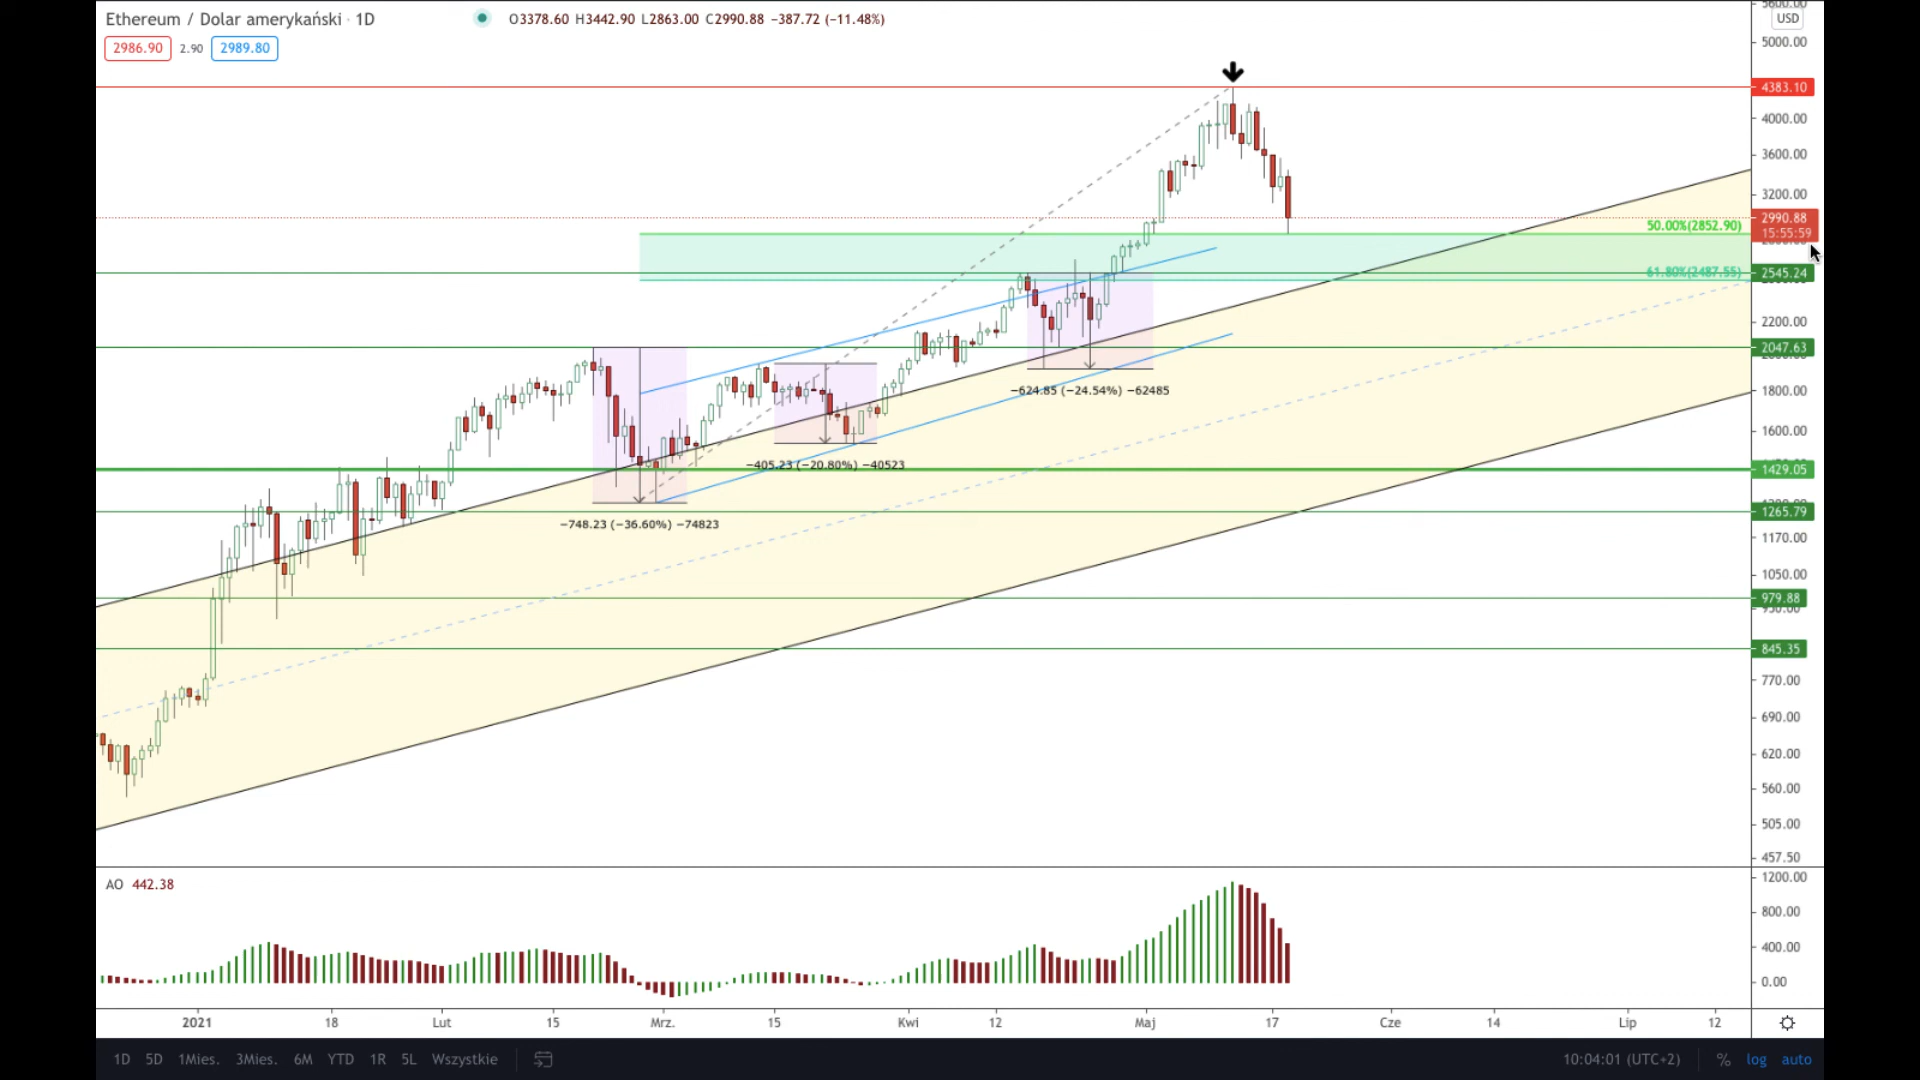 Ethereum / Dolar amerykański · 1D
O3378.60 H3442.90 L2863.00 C2990.88 −387.72 (−11.48%)
2986.90 2.90 2989.80
USD
5000.00
4383.10
4000.00
3600.00
3200.00
2990.88
15:55:59
50.00%(2852.90)
61.80%(2487.55)
2545.24
2200.00
2047.63
1800.00
1600.00
1429.05
1265.79
1170.00
1050.00
979.88
845.35
770.00
690.00
620.00
560.00
505.00
457.50
−624.85 (−24.54%) −62485
−405.23 (−20.80%) −40523
−748.23 (−36.60%) −74823
AO 442.38
1200.00
800.00
400.00
0.00
2021 18 Lut 15 Mrz. 15 Kwi 12 Maj 17 Cze 14 Lip 12
1D 5D 1Mies. 3Mies. 6M YTD 1R 5L Wszystkie
10:04:01 (UTC+2) % log auto